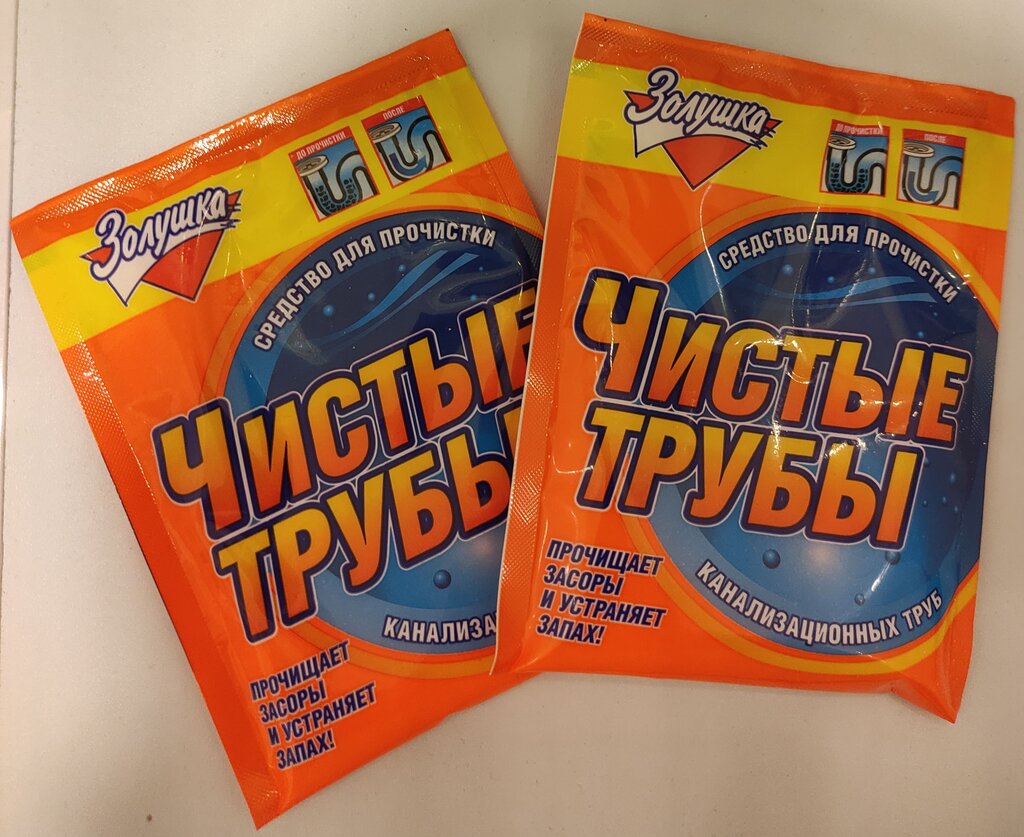 Золушка
ДО ПРОЧИСТКИ
ПОСЛЕ
СРЕДСТВО ДЛЯ ПРОЧИСТКИ
ЧИСТЫЕ
ТРУБЫ
КАНАЛИЗА
ПРОЧИЩАЕТ
ЗАСОРЫ
И УСТРАНЯЕТ
ЗАПАХ!
Золушка
ДО ПРОЧИСТКИ
ПОСЛЕ
СРЕДСТВО ДЛЯ ПРОЧИСТКИ
ЧИСТЫЕ
ТРУБЫ
КАНАЛИЗАЦИОННЫХ ТРУБ
ПРОЧИЩАЕТ
ЗАСОРЫ
И УСТРАНЯЕТ
ЗАПАХ!